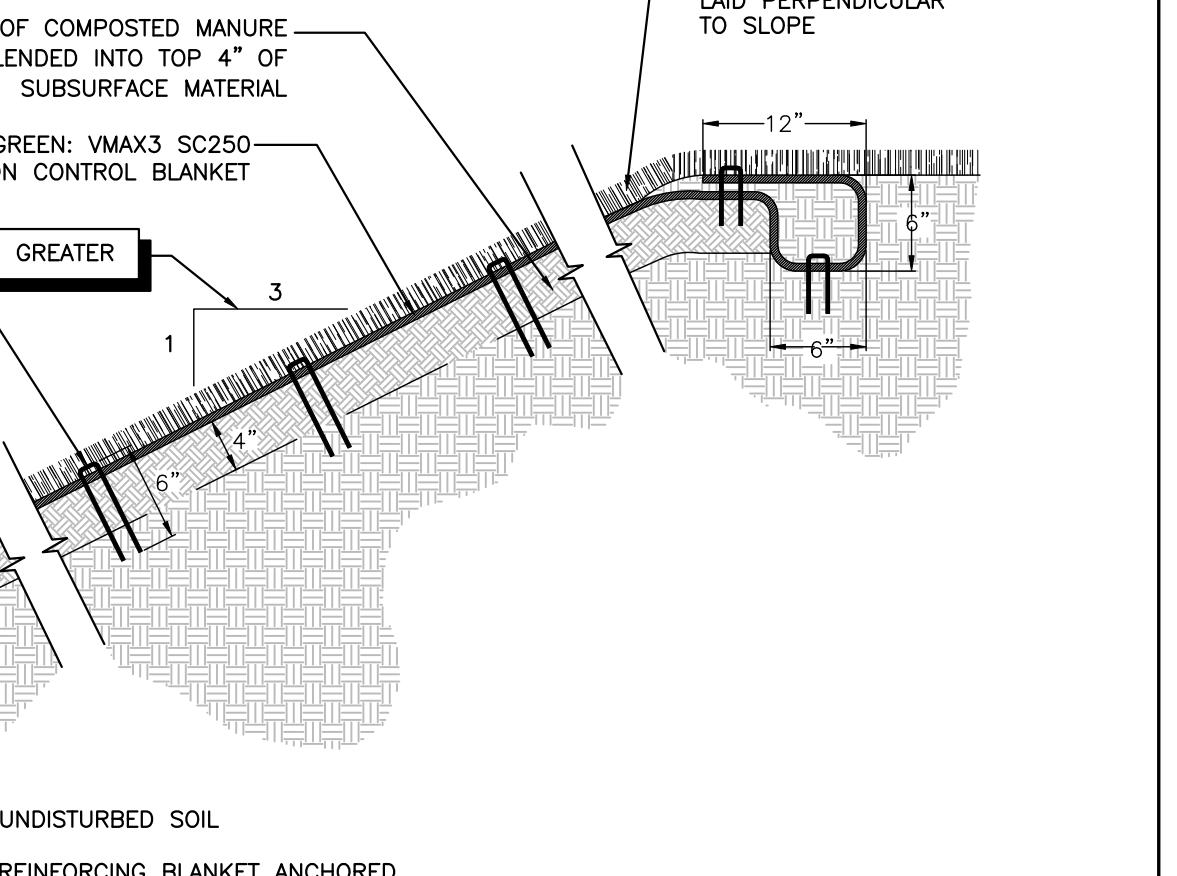 OF COMPOSTED MANURE
LENDED INTO TOP 4” OF
SUBSURFACE MATERIAL
GREEN: VMAX3 SC250
ON CONTROL BLANKET
GREATER
LAID PERPENDICULAR
TO SLOPE
12”
6”
6”
3
1
4”
6”
UNDISTURBED SOIL
REINFORCING BLANKET ANCHORED